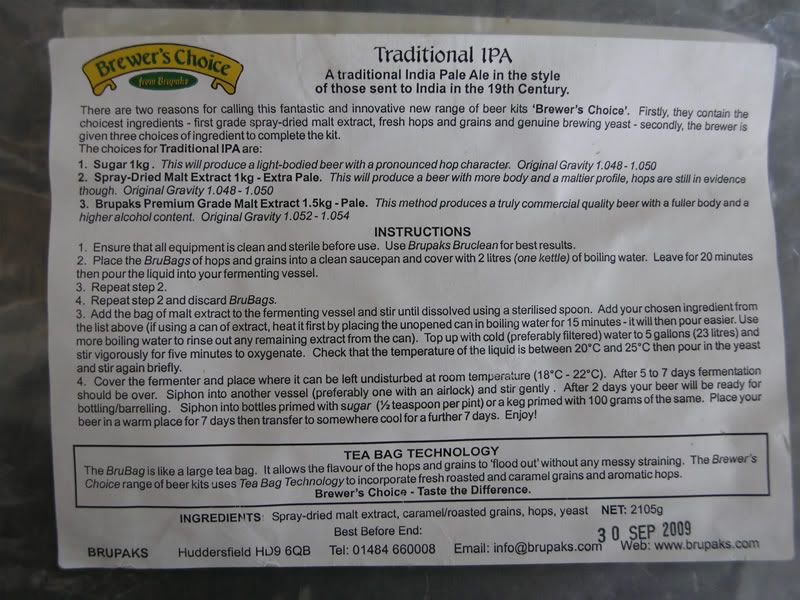 Brewer's Choice
from Brupaks
Traditional IPA
A traditional India Pale Ale in the style
of those sent to India in the 19th Century.
There are two reasons for calling this fantastic and innovative new range of beer kits 'Brewer's Choice'. Firstly, they contain the
choicest ingredients - first grade spray-dried malt extract, fresh hops and grains and genuine brewing yeast - secondly, the brewer is
given three choices of ingredient to complete the kit.
The choices for Traditional IPA are:
1. Sugar 1kg . This will produce a light-bodied beer with a pronounced hop character. Original Gravity 1.048 - 1.050
2. Spray-Dried Malt Extract 1kg - Extra Pale. This will produce a beer with more body and a maltier profile, hops are still in evidence
though. Original Gravity 1.048 - 1.050
3. Brupaks Premium Grade Malt Extract 1.5kg - Pale. This method produces a truly commercial quality beer with a fuller body and a
higher alcohol content. Original Gravity 1.052 - 1.054
INSTRUCTIONS
1. Ensure that all equipment is clean and sterile before use. Use Brupaks Bruclean for best results.
2. Place the BruBags of hops and grains into a clean saucepan and cover with 2 litres (one kettle) of boiling water. Leave for 20 minutes
then pour the liquid into your fermenting vessel.
3. Repeat step 2.
4. Repeat step 2 and discard BruBags.
3. Add the bag of malt extract to the fermenting vessel and stir until dissolved using a sterilised spoon. Add your chosen ingredient from
the list above (if using a can of extract, heat it first by placing the unopened can in boiling water for 15 minutes - it will then pour easier. Use
more boiling water to rinse out any remaining extract from the can). Top up with cold (preferably filtered) water to 5 gallons (23 litres) and
stir vigorously for five minutes to oxygenate. Check that the temperature of the liquid is between 20°C and 25°C then pour in the yeast
and stir again briefly.
4. Cover the fermenter and place where it can be left undisturbed at room temperature (18°C - 22°C). After 5 to 7 days fermentation
should be over. Siphon into another vessel (preferably one with an airlock) and stir gently . After 2 days your beer will be ready for
bottling/barrelling. Siphon into bottles primed with sugar (½ teaspoon per pint) or a keg primed with 100 grams of the same. Place your
beer in a warm place for 7 days then transfer to somewhere cool for a further 7 days. Enjoy!
TEA BAG TECHNOLOGY
The BruBag is like a large tea bag. It allows the flavour of the hops and grains to 'flood out' without any messy straining. The Brewer's
Choice range of beer kits uses Tea Bag Technology to incorporate fresh roasted and caramel grains and aromatic hops.
Brewer's Choice - Taste the Difference.
INGREDIENTS: Spray-dried malt extract, caramel/roasted grains, hops, yeast NET: 2105g
Best Before End: 30 SEP 2009
BRUPAKS Huddersfield HD9 6QB Tel: 01484 660008 Email: info@brupaks.com Web: www.brupaks.com